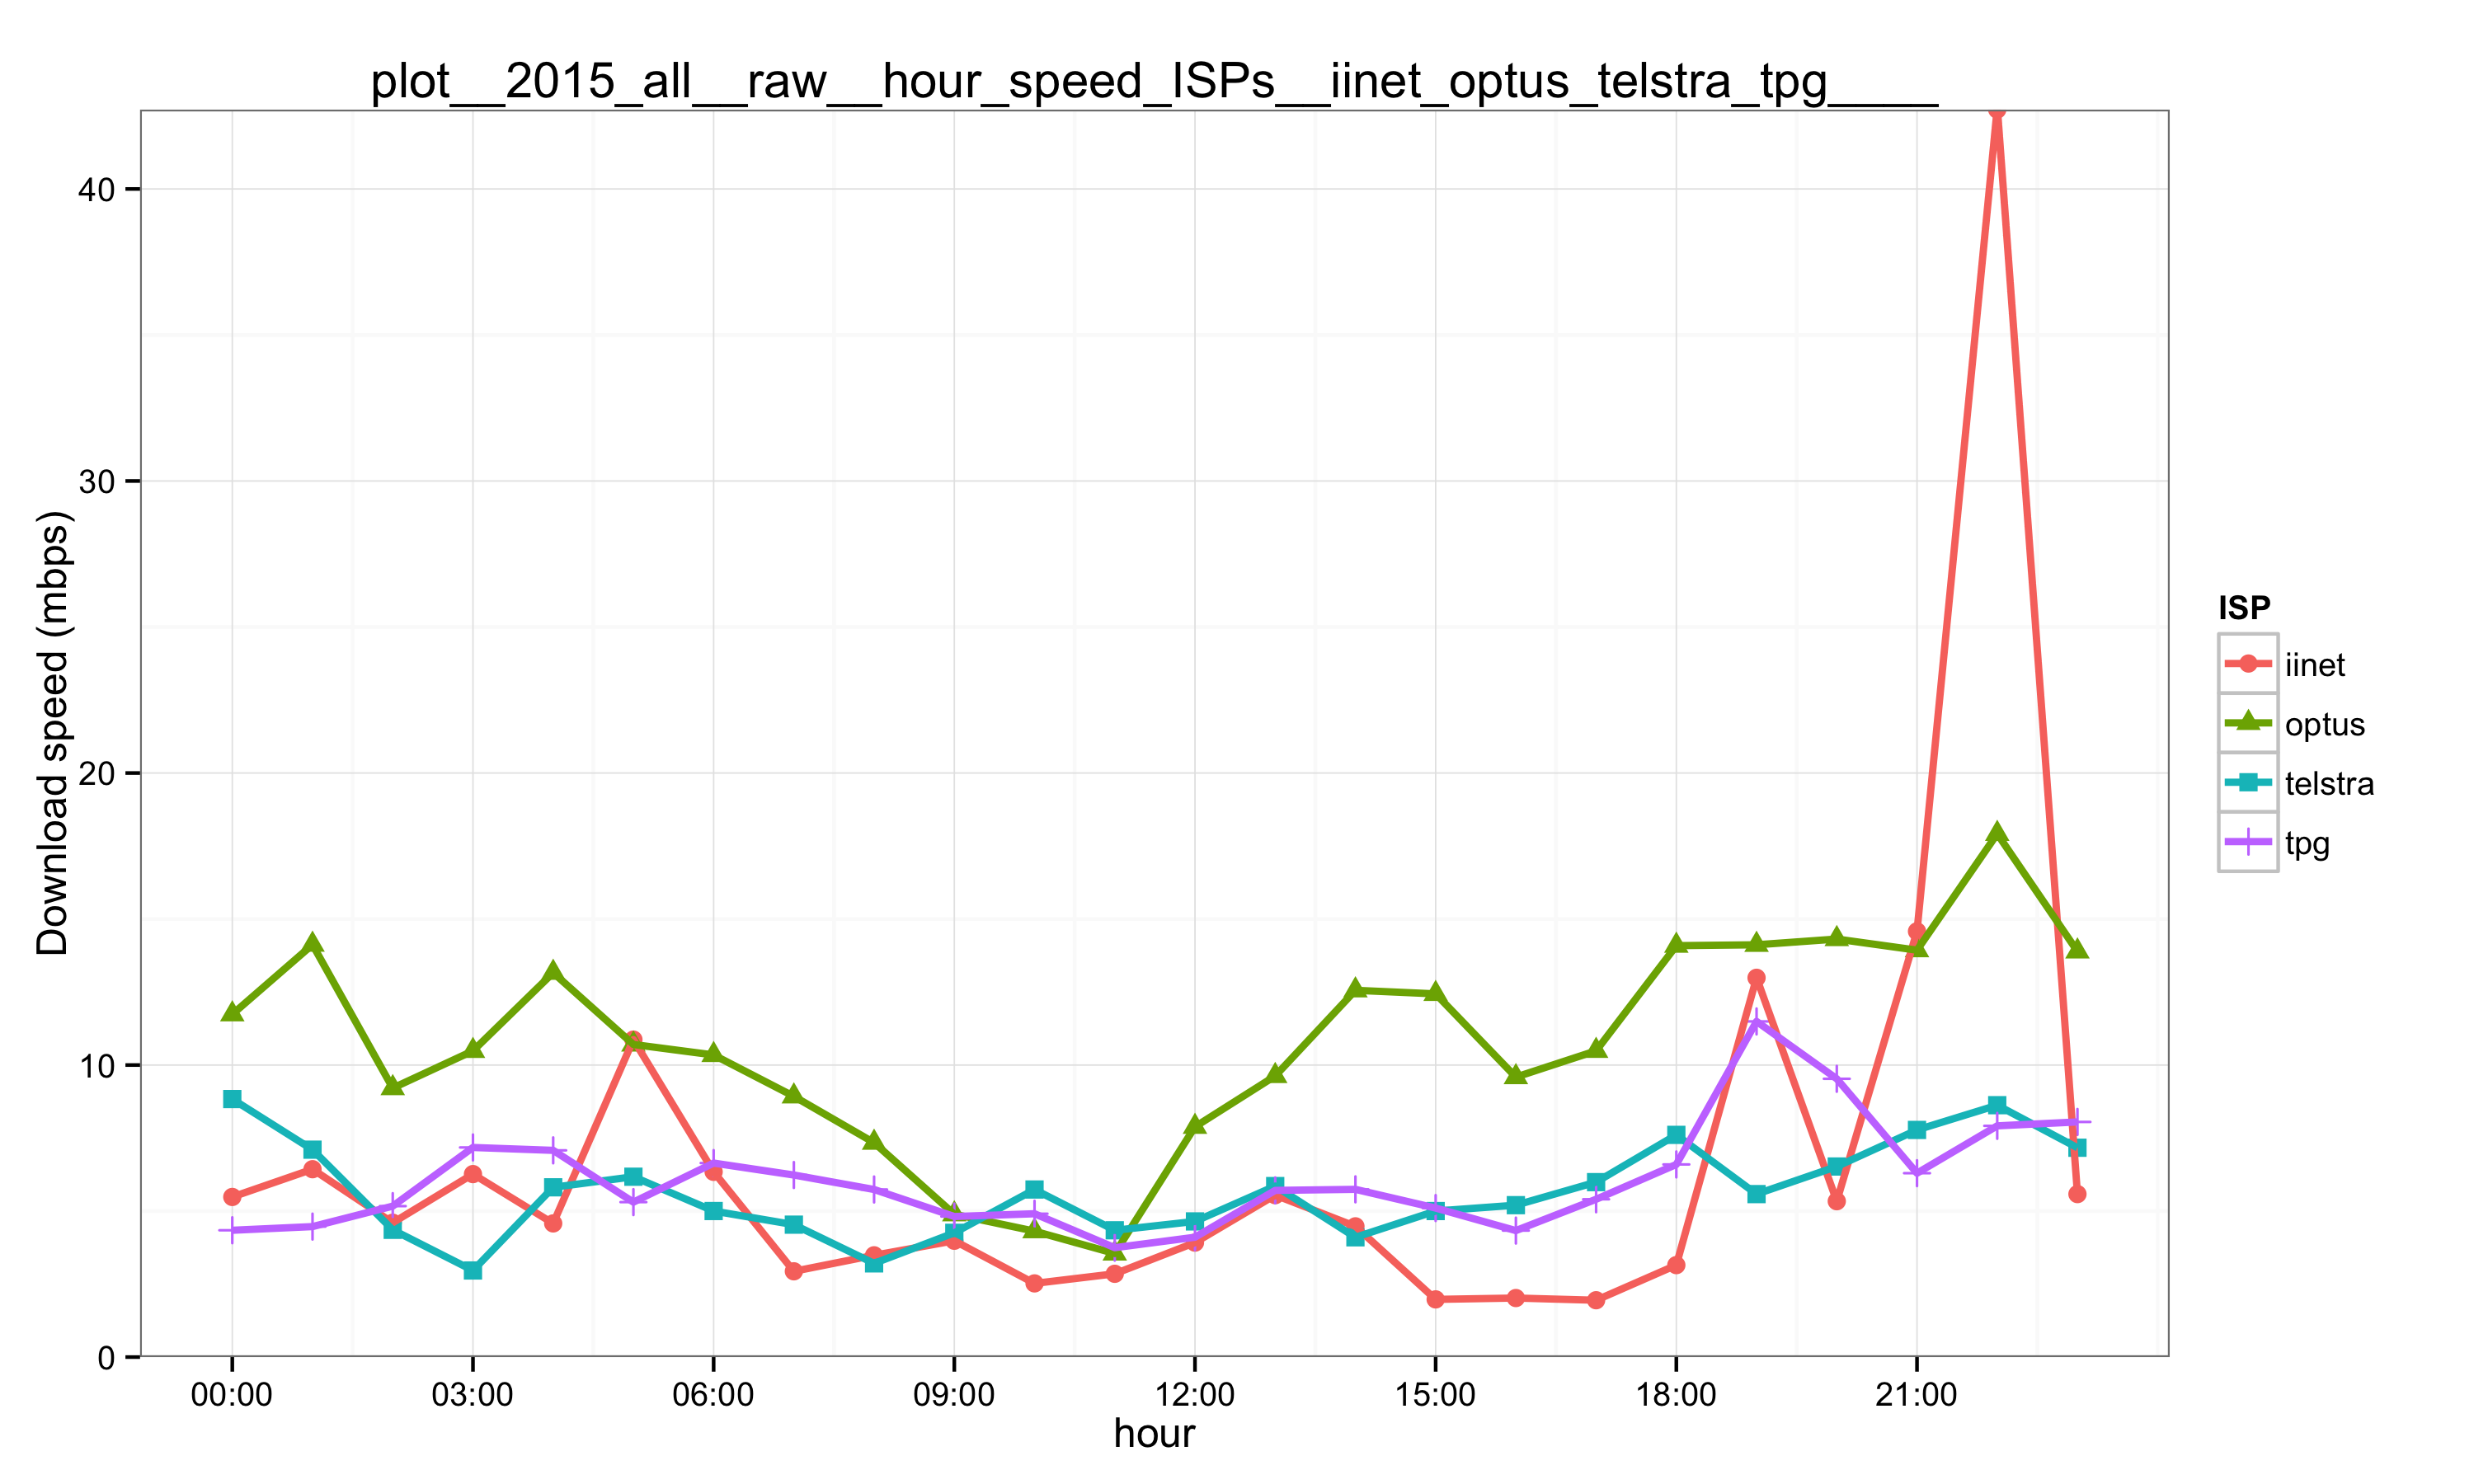 plot__2015_all__raw__hour_speed_ISPs__iinet_optus_telstra_tpg____
Download speed (mbps)
40
30
20
10
0
00:00 03:00 06:00 09:00 12:00 15:00 18:00 21:00
hour
ISP
iinet
optus
telstra
tpg